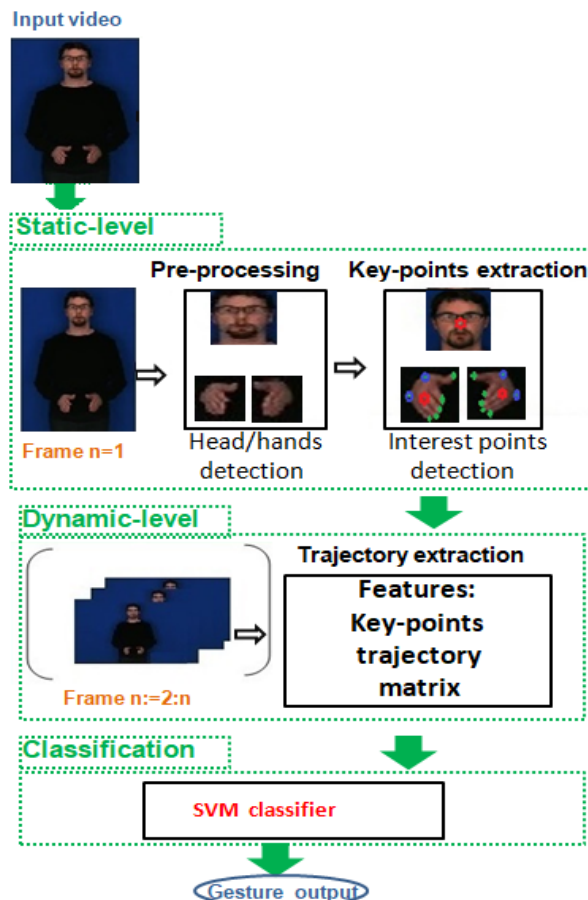 Input video
Static-level
Pre-processing
Key-points extraction
Frame n=1
Head/hands
detection
Interest points
detection
Dynamic-level
Trajectory extraction
Features:
Key-points
trajectory
matrix
Frame n:=2:n
Classification
SVM classifier
Gesture output